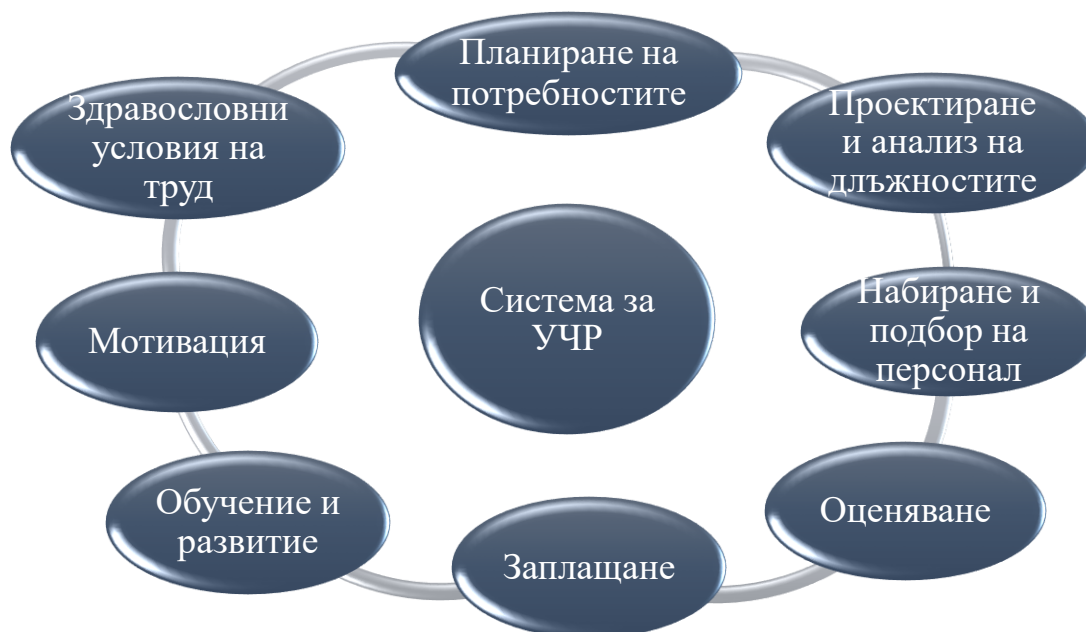 Планиране на
потребностите
Проектиране
и анализ на
длъжностите
Набиране и
подбор на
персонал
Оценяване
Заплащане
Обучение и
развитие
Мотивация
Здравословни
условия на
труд
Система за
УЧР